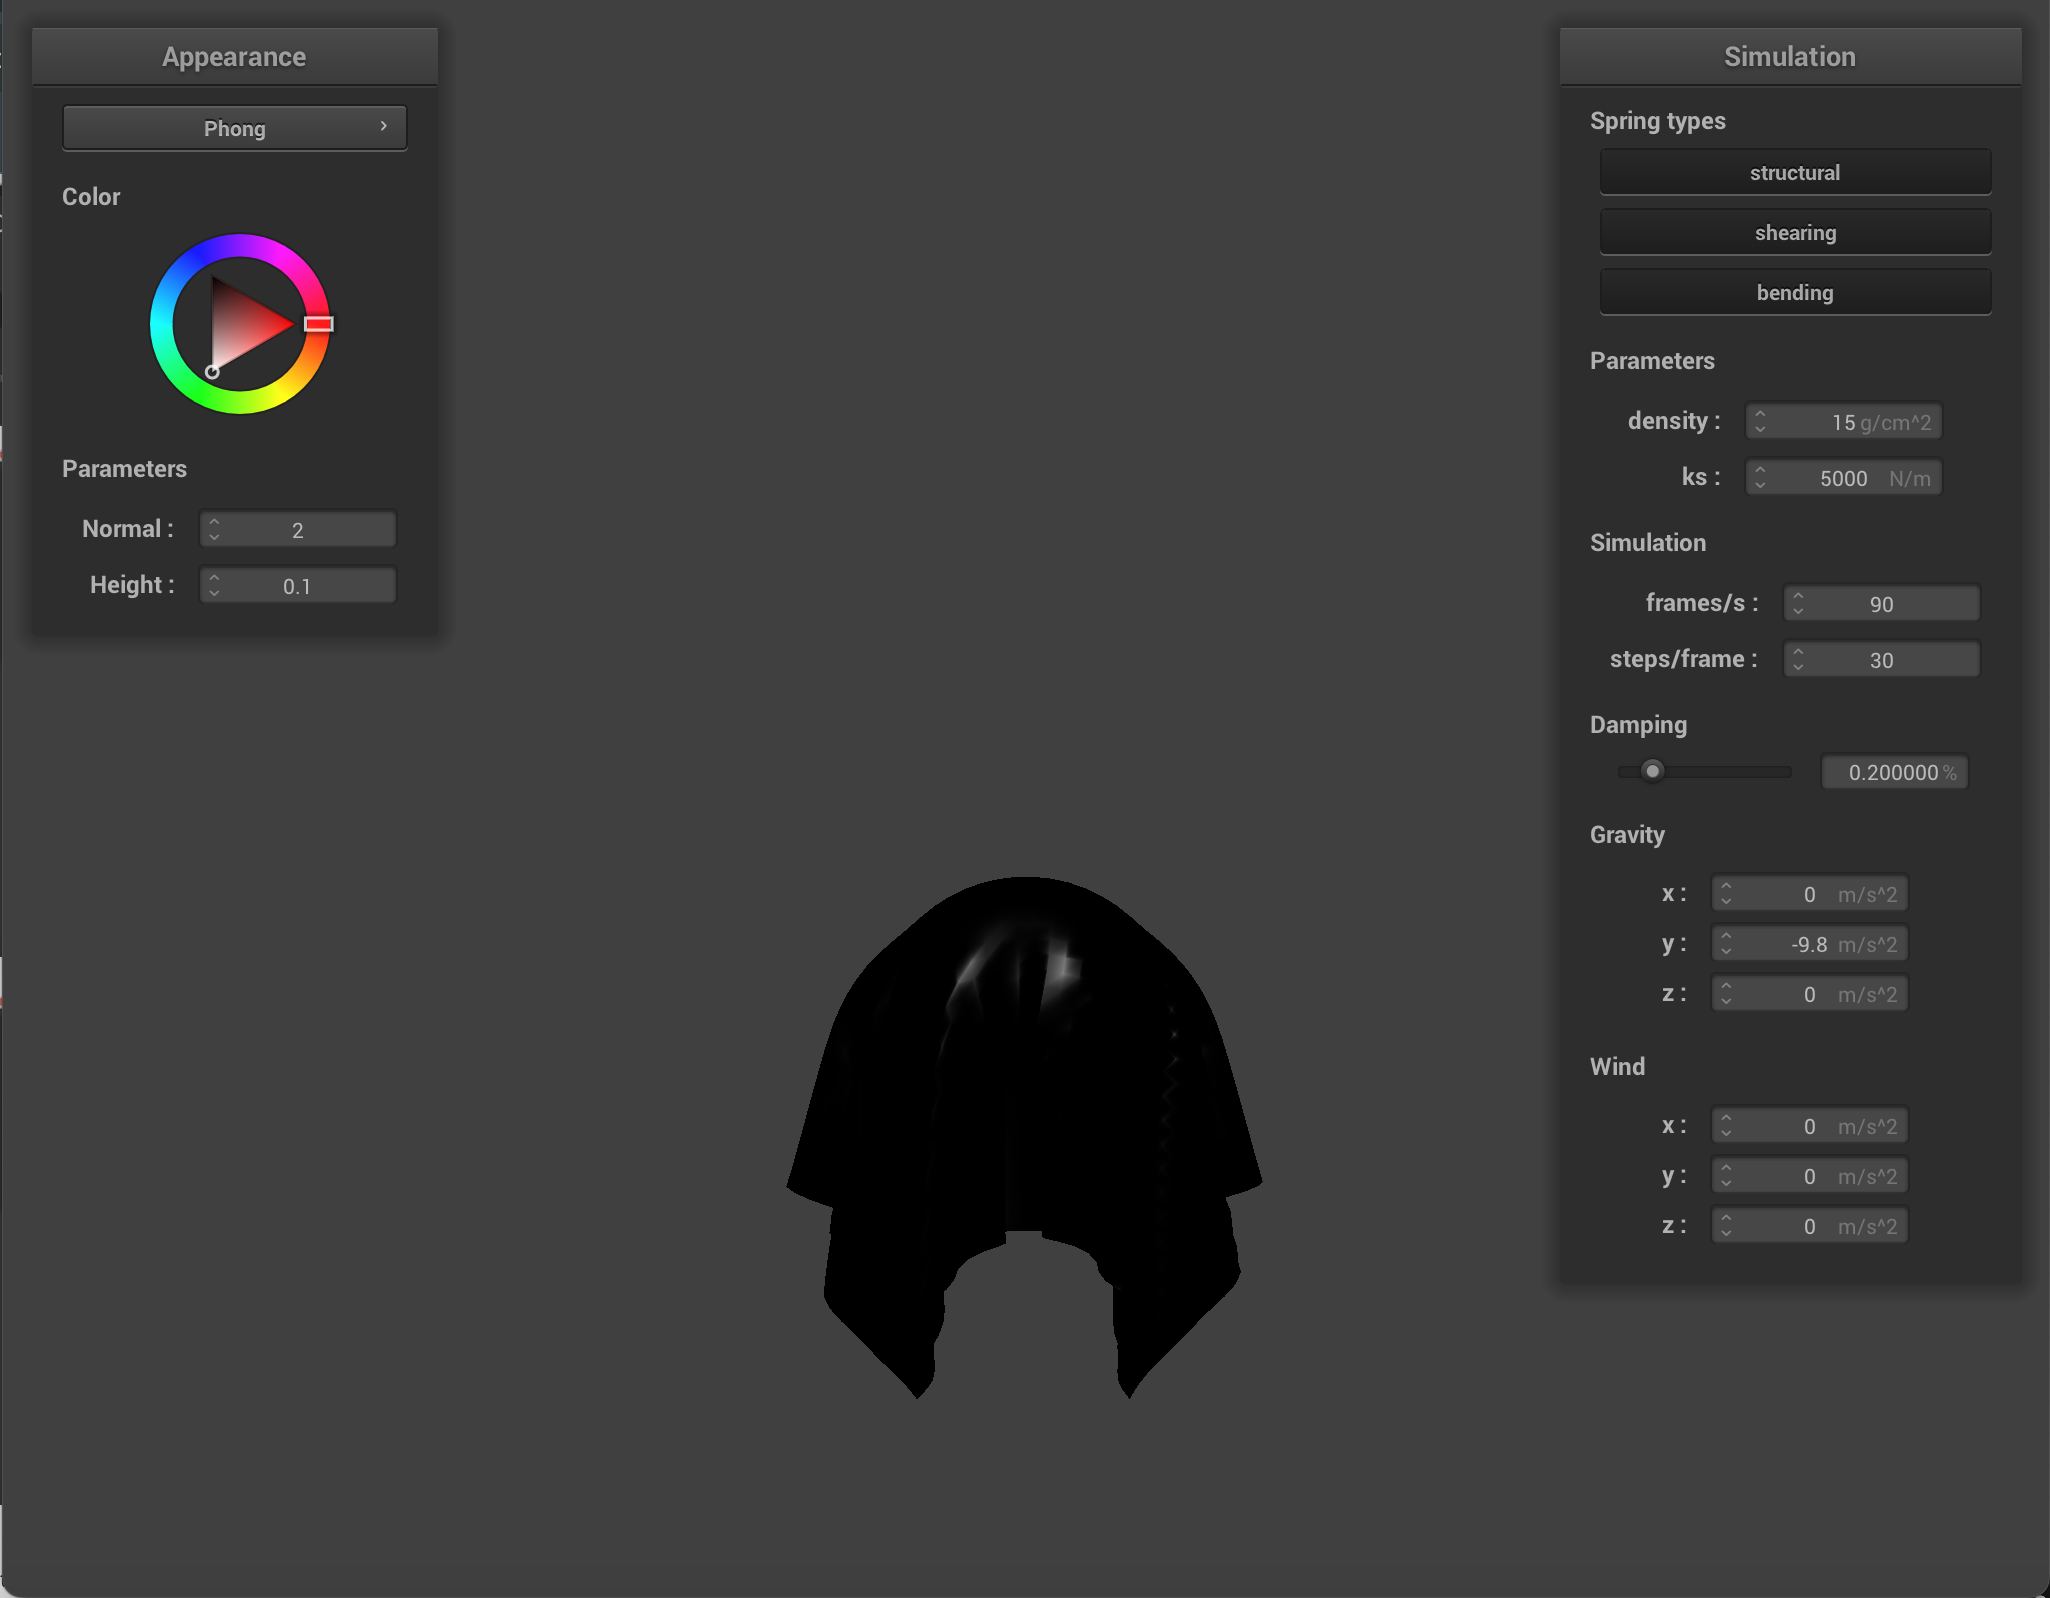 Appearance
Phong
Color
Parameters
Normal : 2
Height : 0.1
Simulation
Spring types
structural
shearing
bending
Parameters
density : 15 g/cm^2
ks : 5000 N/m
Simulation
frames/s : 90
steps/frame : 30
Damping
0.200000 %
Gravity
x : 0 m/s^2
y : -9.8 m/s^2
z : 0 m/s^2
Wind
x : 0 m/s^2
y : 0 m/s^2
z : 0 m/s^2